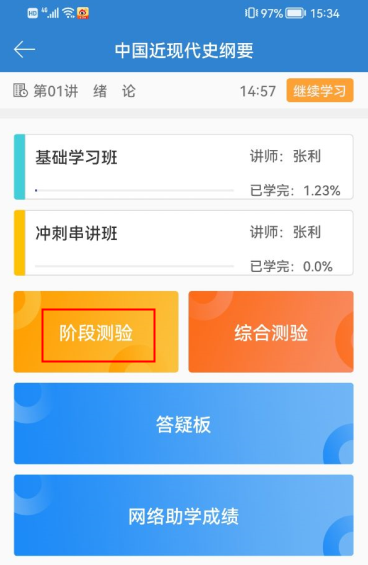 HD 4G 97% 15:34
中国近现代史纲要
第01讲 绪 论 14:57 继续学习
基础学习班 讲师：张利
已学完：1.23%
冲刺串讲班 讲师：张利
已学完：0.0%
阶段测验 综合测验
答疑板
网络助学成绩